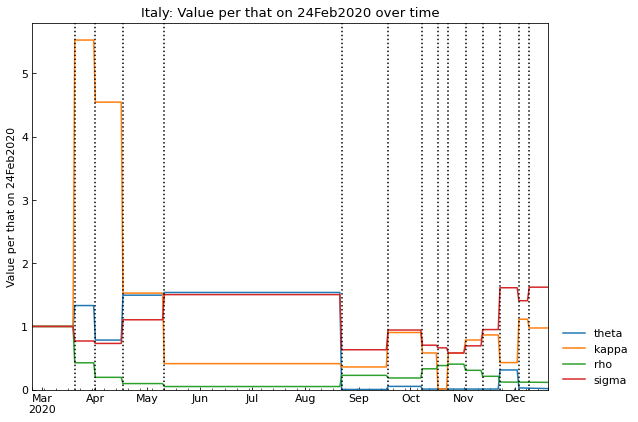 Italy: Value per that on 24Feb2020 over time
Value per that on 24Feb2020
5
4
3
2
1
0
Mar
2020
Apr
May
Jun
Jul
Aug
Sep
Oct
Nov
Dec
theta
kappa
rho
sigma